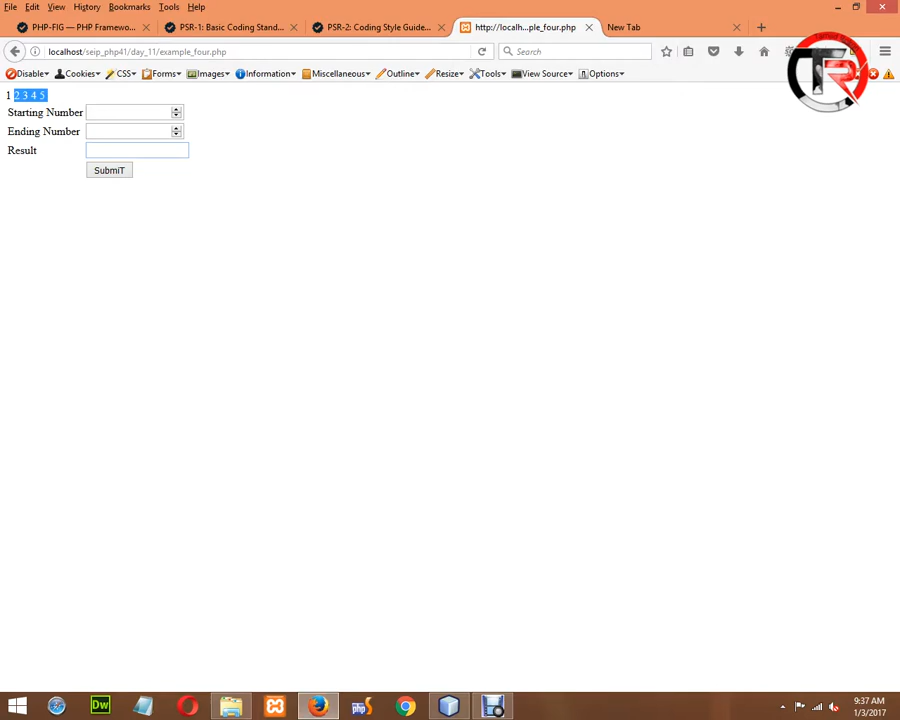 File Edit View History Bookmarks Tools Help
PHP-FIG — PHP Framewo... PSR-1: Basic Coding Stand... PSR-2: Coding Style Guide... http://localh...ple_four.php New Tab
localhost/seip_php41/day_11/example_four.php Search
Disable Cookies CSS Forms Images Information Miscellaneous Outline Resize Tools View Source Options
1 2 3 4 5
Starting Number
Ending Number
Result
SubmiT
Dw php
9:37 AM
1/3/2017